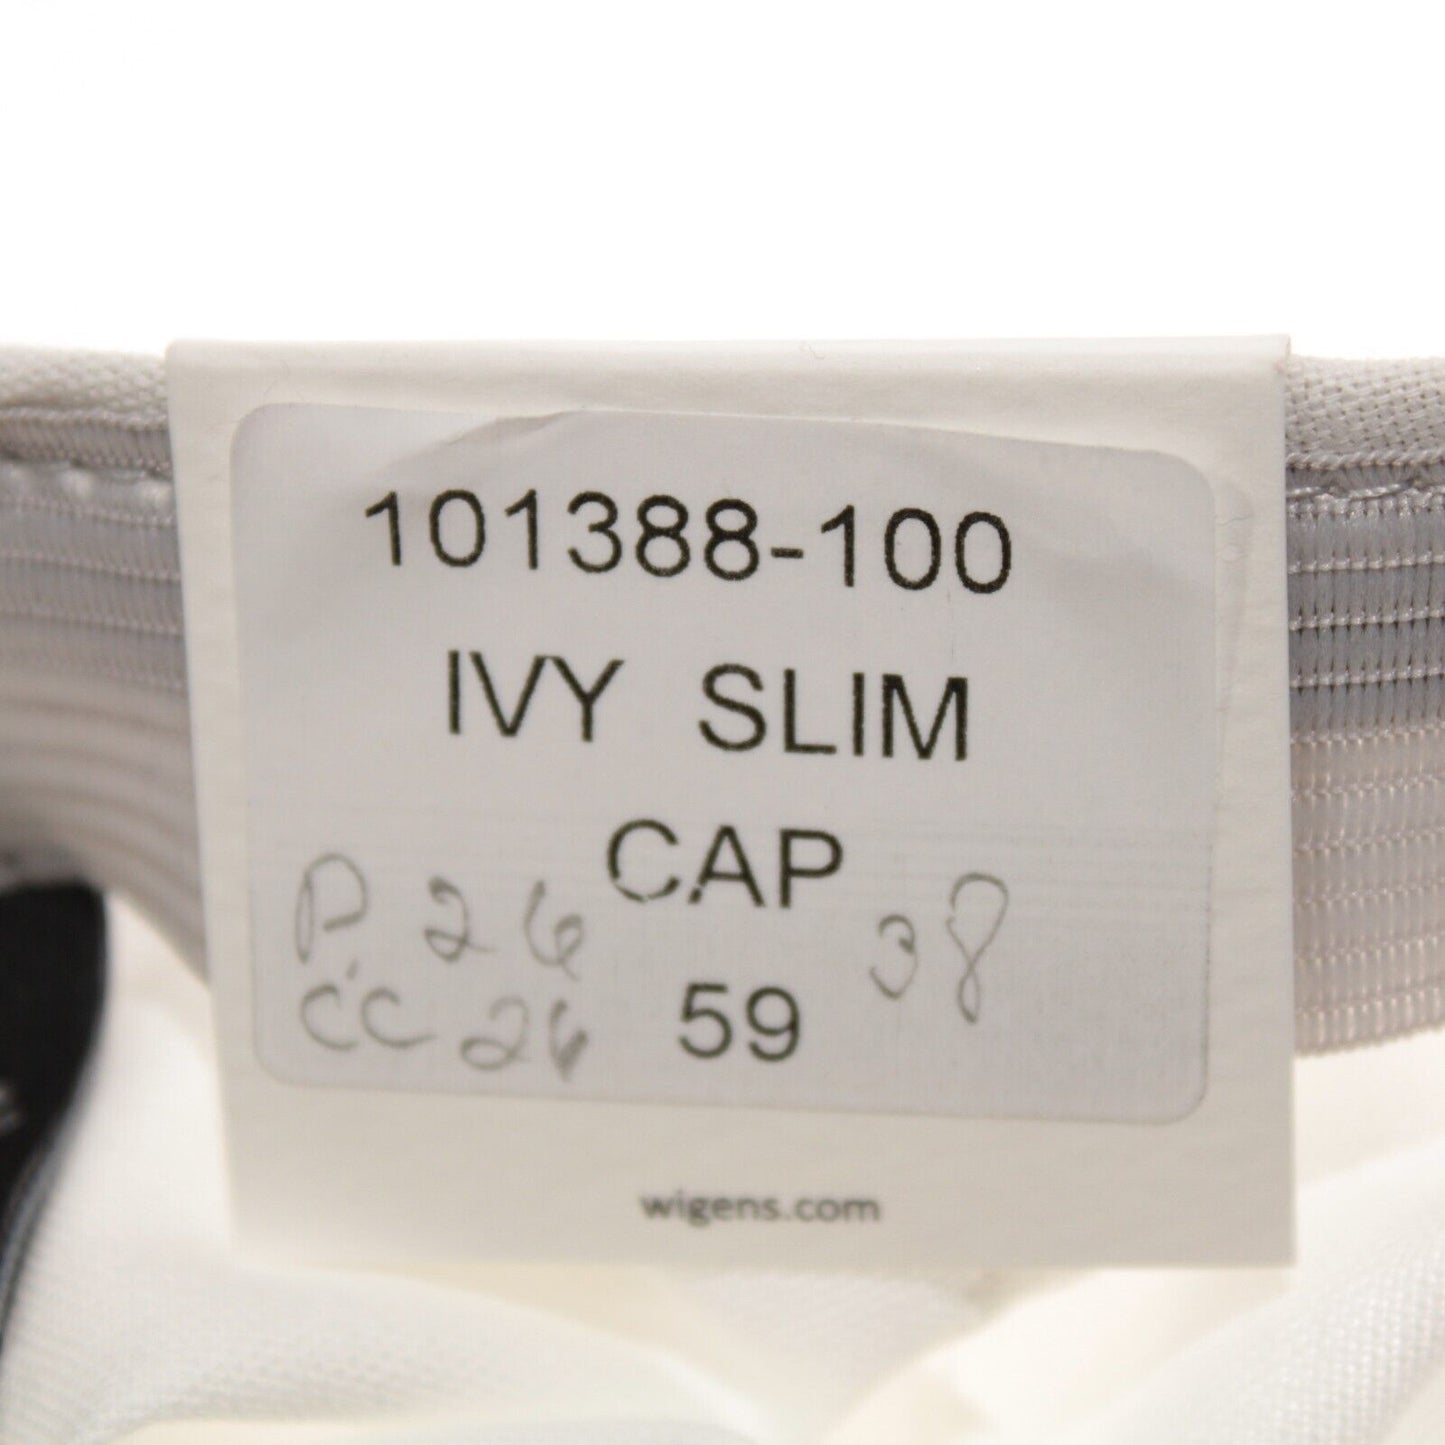 101388-100
IVY SLIM
CAP
P. 26 38
CC 26 59
wigens.com